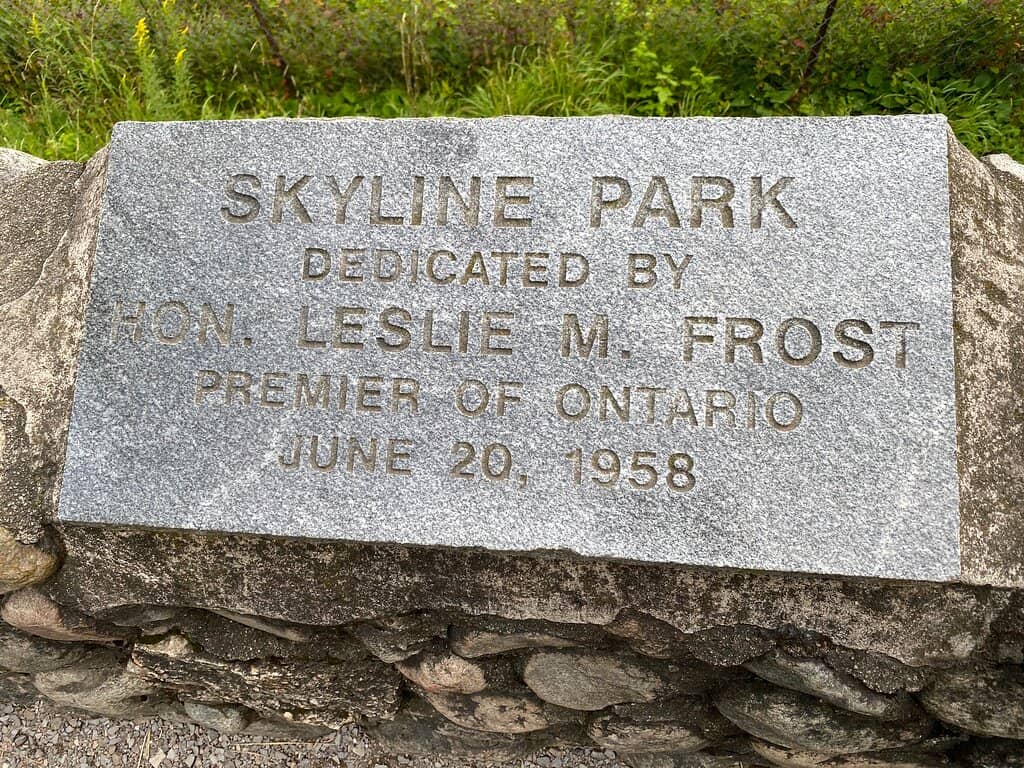 SKYLINE PARK
DEDICATED BY
HON. LESLIE M. FROST
PREMIER OF ONTARIO
JUNE 20, 1958